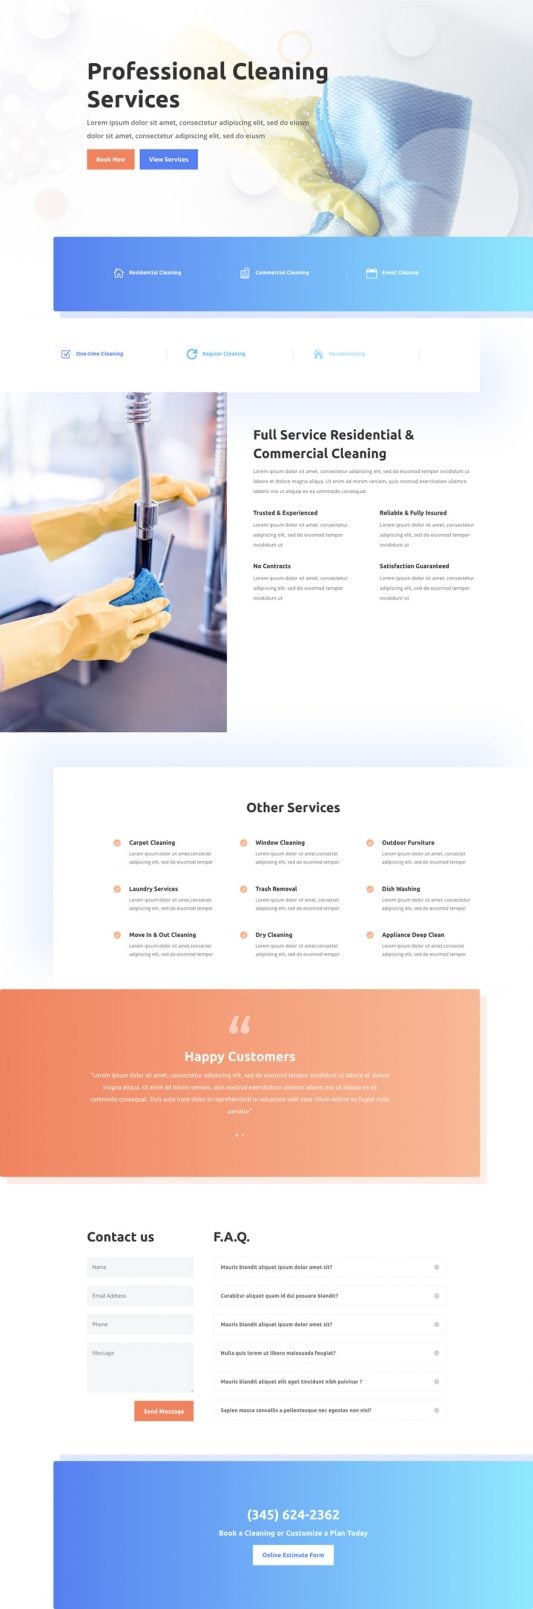 Professional Cleaning
Services
Lorem ipsum dolor sit amet, consectetur adipiscing elit, sed do eiusm
dolor sit amet, consectetur adipiscing elit, sed do eiusm
Book Now
View Services
Residential Cleaning
Commercial Cleaning
Event Cleanup
One-time Cleaning
Regular Cleaning
Housekeeping
Full Service Residential &
Commercial Cleaning
Lorem ipsum dolor sit amet, consectetur adipiscing elit, sed do eiusmod tempor incididunt ut
labore et dolore magna aliqua. Ut enim ad minim veniam, quis nostrud exercitation ullamco
laboris nisi ut aliquip ex ea commodo consequat.
Trusted & Experienced
Lorem ipsum dolor sit amet, consectetur
adipiscing elit, sed do eiusmod tempor
incididunt ut
Reliable & Fully Insured
Lorem ipsum dolor sit amet, consectetur
adipiscing elit, sed do eiusmod tempor
incididunt ut
No Contracts
Lorem ipsum dolor sit amet, consectetur
adipiscing elit, sed do eiusmod tempor
incididunt ut
Satisfaction Guaranteed
Lorem ipsum dolor sit amet, consectetur
adipiscing elit, sed do eiusmod tempor
incididunt ut
Other Services
Carpet Cleaning
Lorem ipsum dolor sit amet,consectet
adipiscing elit, sed do eiusmod tempor
Window Cleaning
Lorem ipsum dolor sit amet,consectetur
adipiscing elit, sed do eiusmod tempor
Outdoor Furniture
Lorem ipsum dolor sit amet, consectet
adipiscing elit, sed do eiusmod tempor
Laundry Services
Lorem ipsum dolor sit amet,consectet
adipiscing elit, sed do eiusmod tempor
Trash Removal
Lorem ipsum dolor sit amet, consectetur
adipiscing elit, sed do eiusmod tempor
Dish Washing
Lorem ipsum dolor sit amet, consectetur
adipiscing elit, sed do eiusmod tempor
Move In & Out Cleaning
Lorem ipsum dolor sit amet,consectet
adipiscing elit, sed do eiusmod tempor
Dry Cleaning
Lorem ipsum dolor sit amet,consectetur
adipiscing elit, sed do eiusmod tempor
Appliance Deep Clean
Lorem ipsum dolor sit amet, consectet
adipiscing elit, sed do eiusmod tempor
Happy Customers
"Lorem ipsum dolor sit amet, consectetur adipiscing elit, sed do eiusmod tempor incididunt ut labore et dolore
magna aliqua. Ut enim ad minim veniam, quis nostrud exercitation ullamco laboris nisi ut aliquip ex ea
commodo consequat. Duis aute irure dolor in reprehenderit in voluptate velit esse cillum dolore eu fugiat nulla
pariatur"
Contact us
Name
Email Address
Phone
Message
Send Message
F.A.Q.
Mauris blandit aliquet ipsum dolor amet sit?
Curabitur aliquet quam id dui posuere blandit?
Mauris blandit aliquet ipsum dolor amet sit?
Nulla quis lorem ut libero malesuada feugiat?
Mauris blandit aliquet elit eget tincidunt nibh pulvinar ?
Sapien massa convallis a pellentesque nec egestas non nisi?
(345) 624-2362
Book a Cleaning or Customize a Plan Today
Online Estimate Form